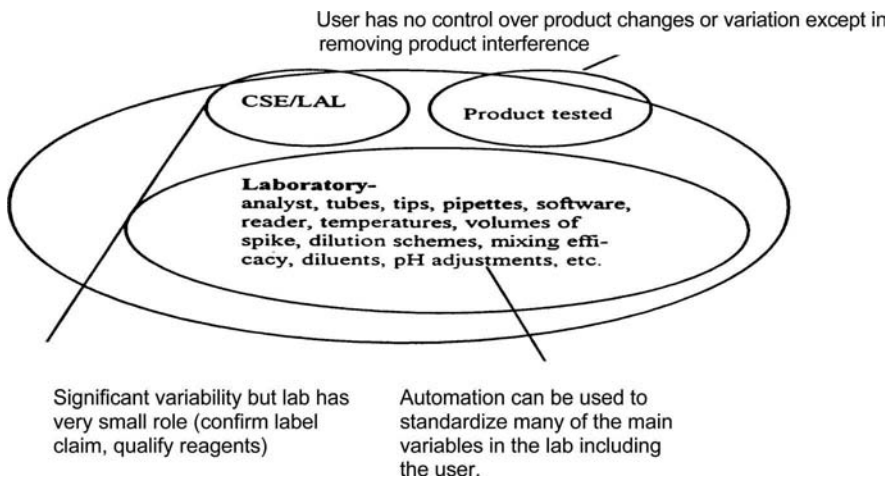 User has no control over product changes or variation except in
removing product interference
CSE/LAL
Product tested
Laboratory-
analyst, tubes, tips, pipettes, software,
reader, temperatures, volumes of
spike, dilution schemes, mixing effi-
cacy, diluents, pH adjustments, etc.
Significant variability but lab has
very small role (confirm label
claim, qualify reagents)
Automation can be used to
standardize many of the main
variables in the lab including
the user.